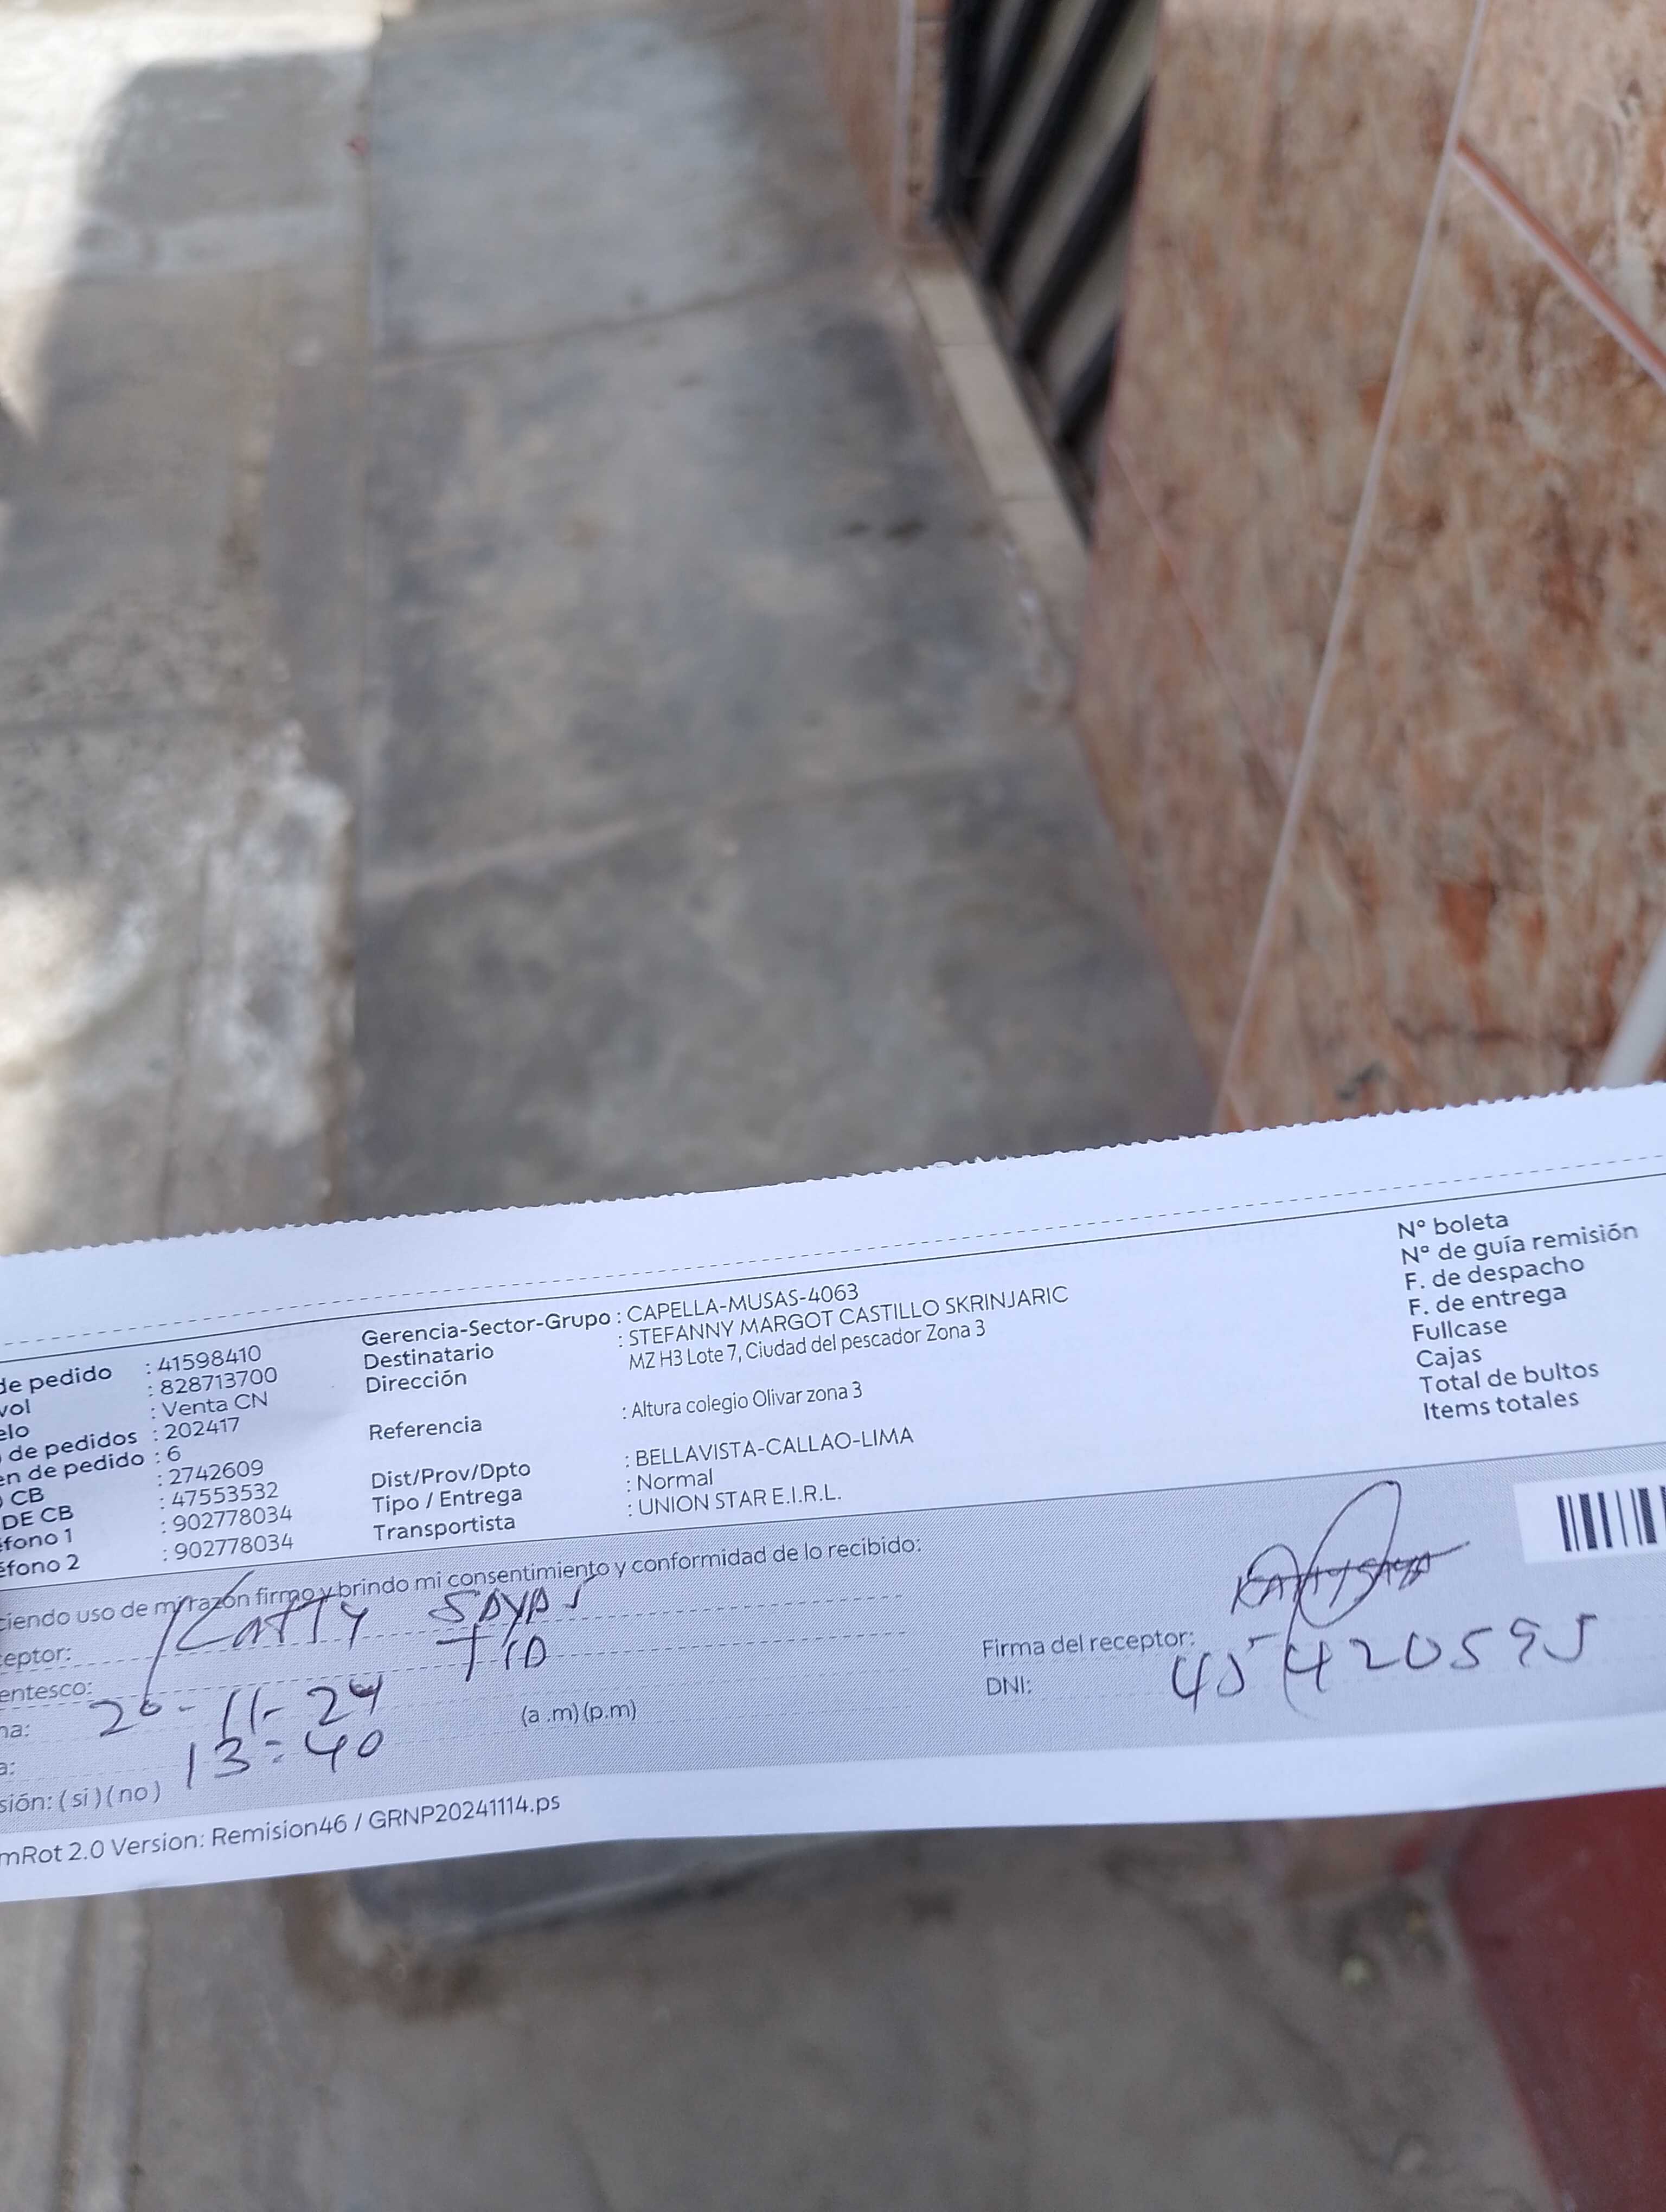 de pedido : 41598410
vol : 828713700
elo : Venta CN
de pedidos : 202417
en de pedido : 6
CB : 2742609
DE CB : 47553532
éfono 1 : 902778034
éfono 2 : 902778034
Gerencia-Sector-Grupo : CAPELLA-MUSAS-4063
Destinatario : STEFANNY MARGOT CASTILLO SKRINJARIC
Dirección MZ H3 Lote 7, Ciudad del pescador Zona 3
Referencia : Altura colegio Olivar zona 3
Dist/Prov/Dpto : BELLAVISTA-CALLAO-LIMA
Tipo / Entrega : Normal
Transportista : UNION STAR E.I.R.L.
N° boleta
N° de guía remisión
F. de despacho
F. de entrega
Fullcase
Cajas
Total de bultos
Items totales
ciendo uso de mi razón firmo y brindo mi consentimiento y conformidad de lo recibido:
eptor: Katty
entesco:
ha: 20-11-24
a: 13:40 (a .m) (p.m)
sión: ( si ) ( no )
Firma del receptor:
DNI: 45420595
mRot 2.0 Version: Remision46 / GRNP20241114.ps